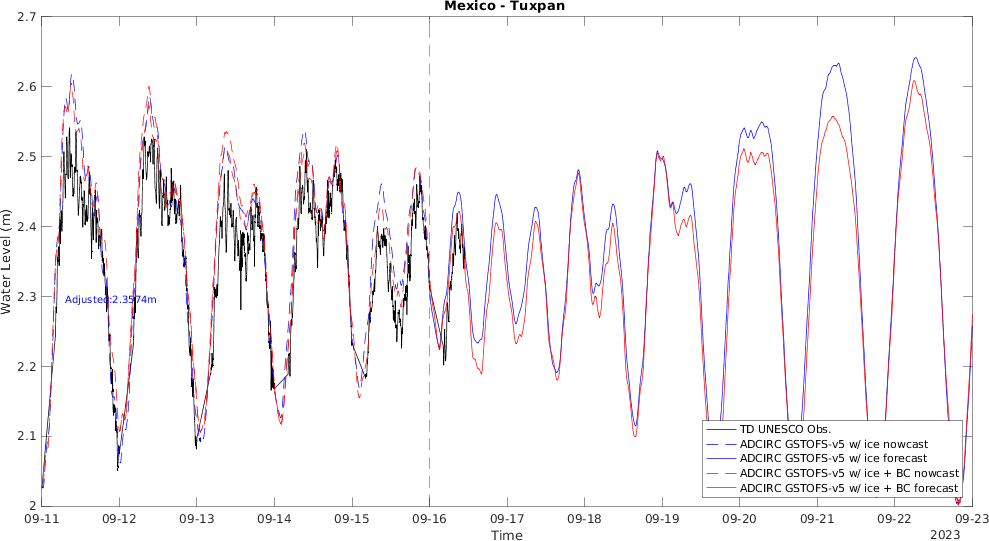 Mexico - Tuxpan
2.7
2.6
2.5
2.4
2.3
2.2
2.1
2
Water Level (m)
Adjusted:2.3574m
TD UNESCO Obs.
ADCIRC GSTOFS-v5 w/ ice nowcast
ADCIRC GSTOFS-v5 w/ ice forecast
ADCIRC GSTOFS-v5 w/ ice + BC nowcast
ADCIRC GSTOFS-v5 w/ ice + BC forecast
09-11 09-12 09-13 09-14 09-15 09-16 09-17 09-18 09-19 09-20 09-21 09-22 09-23
Time
2023